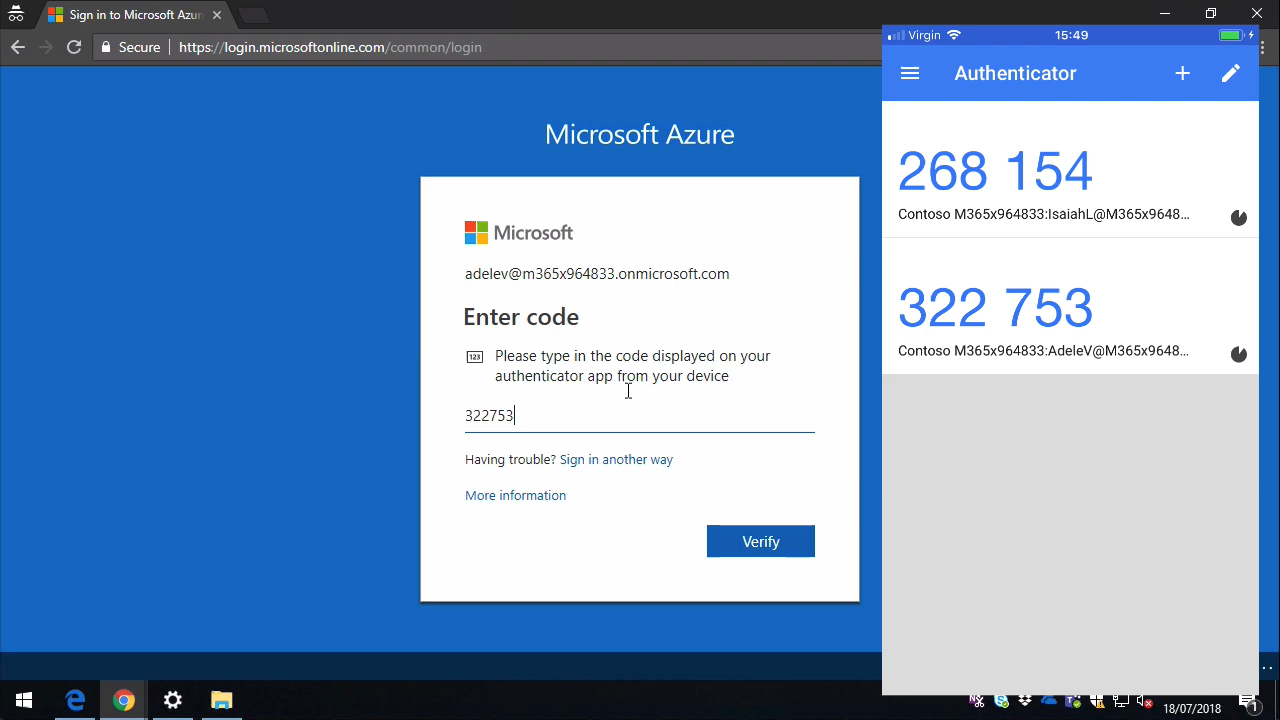 Sign in to Microsoft Azur
Secure
https://login.microsoftonline.com/common/login
Microsoft Azure
Microsoft
adelev@m365x964833.onmicrosoft.com
Enter code
123
Please type in the code displayed on your
authenticator app from your device
322753
Having trouble? Sign in another way
More information
Verify
Virgin
15:49
Authenticator
268 154
Contoso M365x964833:IsaiahL@M365x9648...
322 753
Contoso M365x964833:AdeleV@M365x9648...
18/07/2018
1